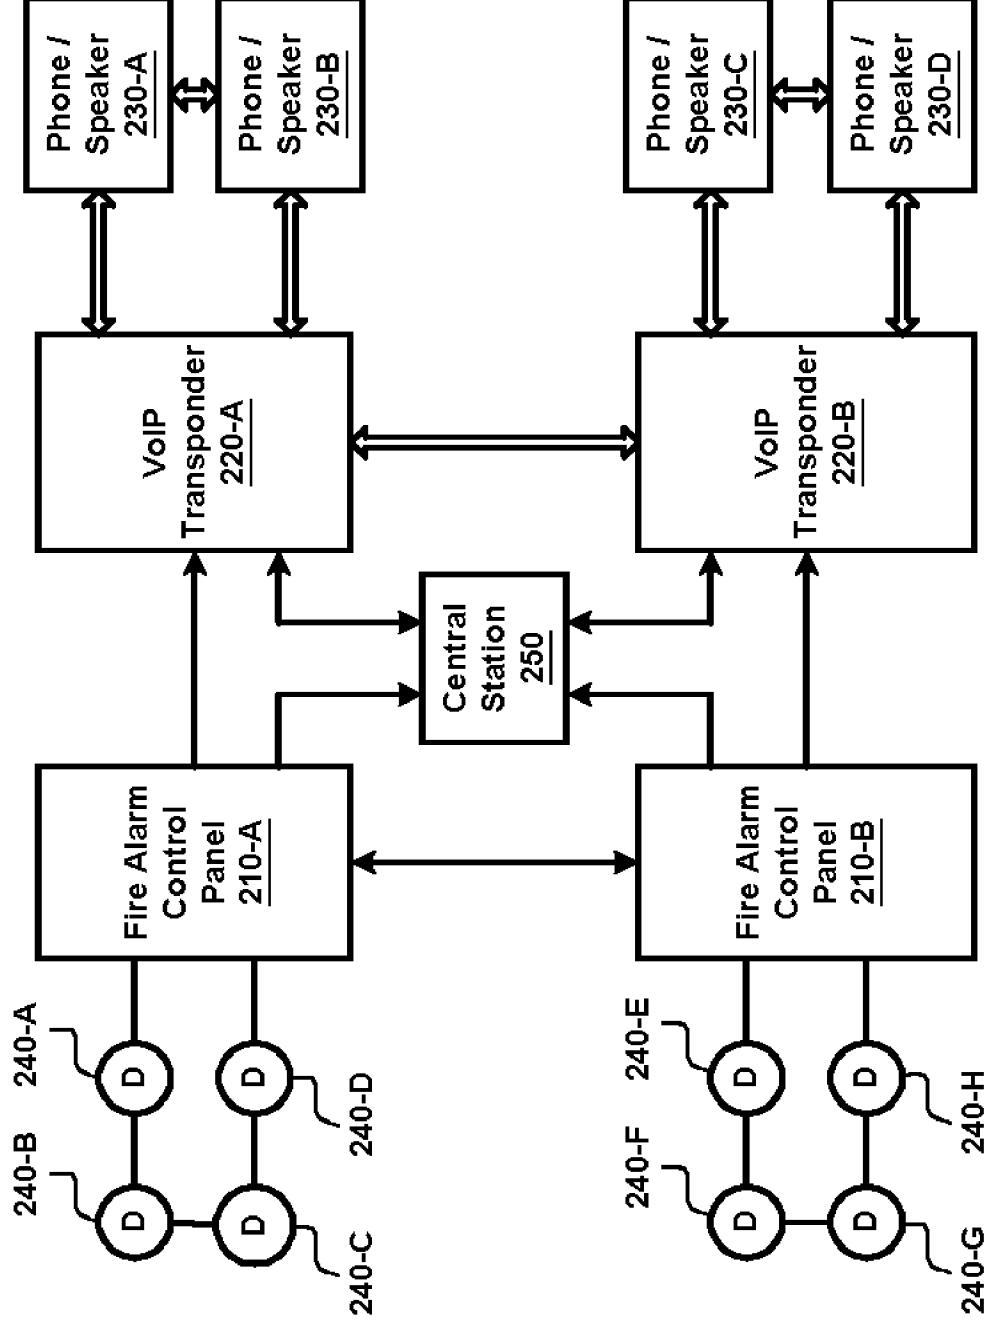 240-A
240-B
D
D
D
D
240-C
240-D
Fire Alarm
Control
Panel
210-A
VoIP
Transponder
220-A
Phone /
Speaker
230-A
Phone /
Speaker
230-B
Central
Station
250
240-E
240-F
D
D
D
D
240-G
240-H
Fire Alarm
Control
Panel
210-B
VoIP
Transponder
220-B
Phone /
Speaker
230-C
Phone /
Speaker
230-D